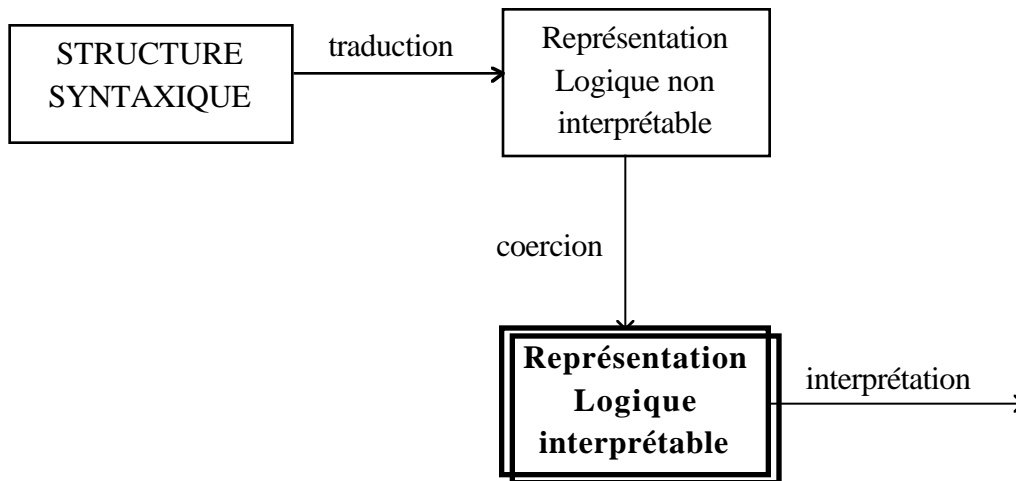 STRUCTURE
SYNTAXIQUE
traduction
Représentation
Logique non
interprétable
coercion
Représentation
Logique
interprétable
interprétation